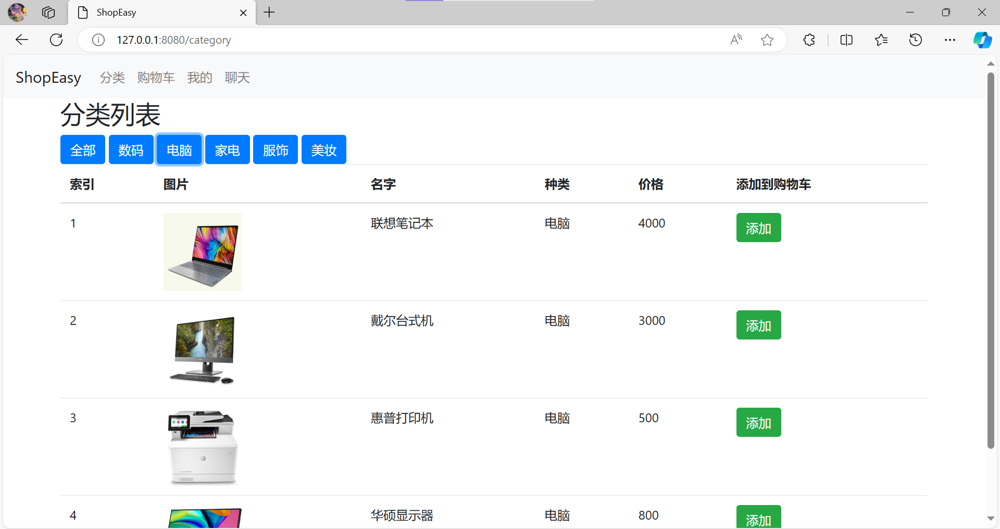 ShopEasy
127.0.0.1:8080/category
ShopEasy 分类 购物车 我的 聊天
分类列表
全部 数码 电脑 家电 服饰 美妆
索引 图片 名字 种类 价格 添加到购物车
1 联想笔记本 电脑 4000 添加
2 戴尔台式机 电脑 3000 添加
3 惠普打印机 电脑 500 添加
4 华硕显示器 电脑 800 添加